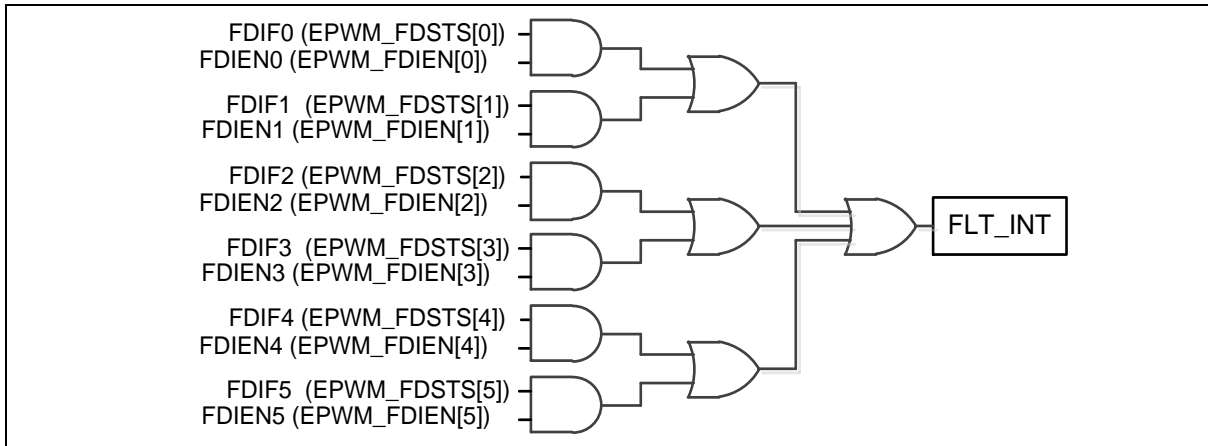 FDIF0 (EPWM_FDSTS[0])
FDIEN0 (EPWM_FDIEN[0])
FDIF1 (EPWM_FDSTS[1])
FDIEN1 (EPWM_FDIEN[1])
FDIF2 (EPWM_FDSTS[2])
FDIEN2 (EPWM_FDIEN[2])
FDIF3 (EPWM_FDSTS[3])
FDIEN3 (EPWM_FDIEN[3])
FDIF4 (EPWM_FDSTS[4])
FDIEN4 (EPWM_FDIEN[4])
FDIF5 (EPWM_FDSTS[5])
FDIEN5 (EPWM_FDIEN[5])
FLT_INT